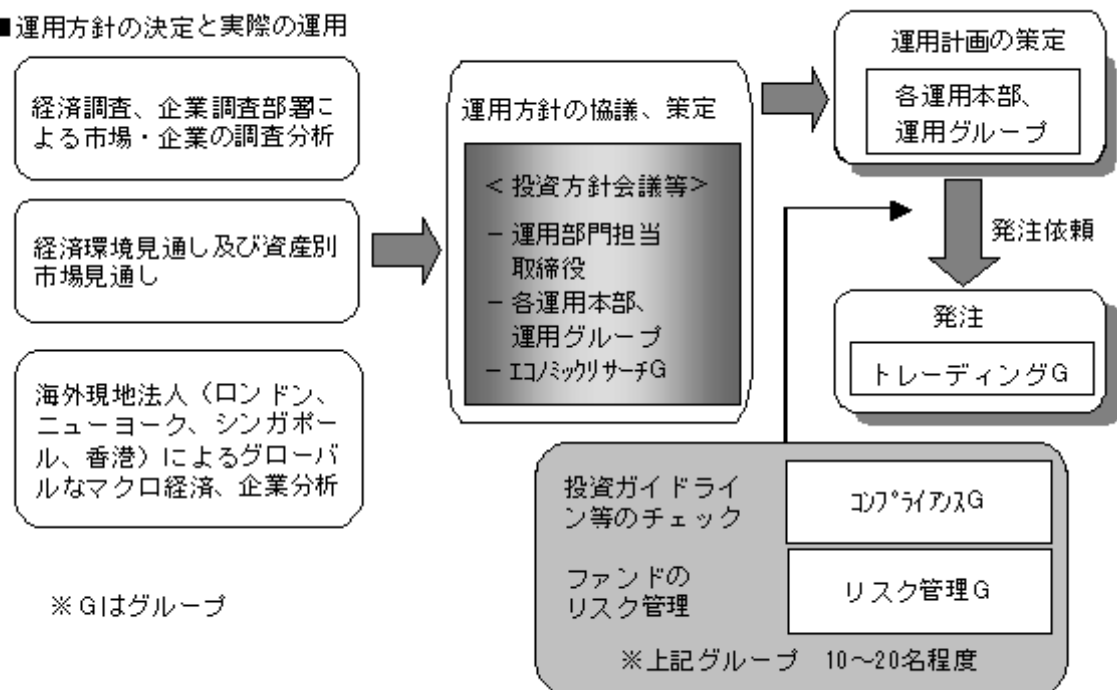 ■運用方針の決定と実際の運用
経済調査、企業調査部署に
よる市場・企業の調査分析
経済環境見通し及び資産別
市場見通し
海外現地法人（ロンドン、
ニューヨーク、シンガポー
ル、香港）によるグローバ
ルなマクロ経済、企業分析
※Gはグループ
運用方針の協議、策定
＜投資方針会議等＞
－運用部門担当
取締役
－各運用本部、
運用グループ
－ｴｺﾉﾐｯｸﾘｻｰﾁG
運用計画の策定
各運用本部、
運用グループ
発注依頼
発注
トレーディングG
投資ガイドライ
ン等のチェック
ｺﾝﾌﾟﾗｲｱﾝｽG
ファンドの
リスク管理
リスク管理G
※上記グループ　10～20名程度